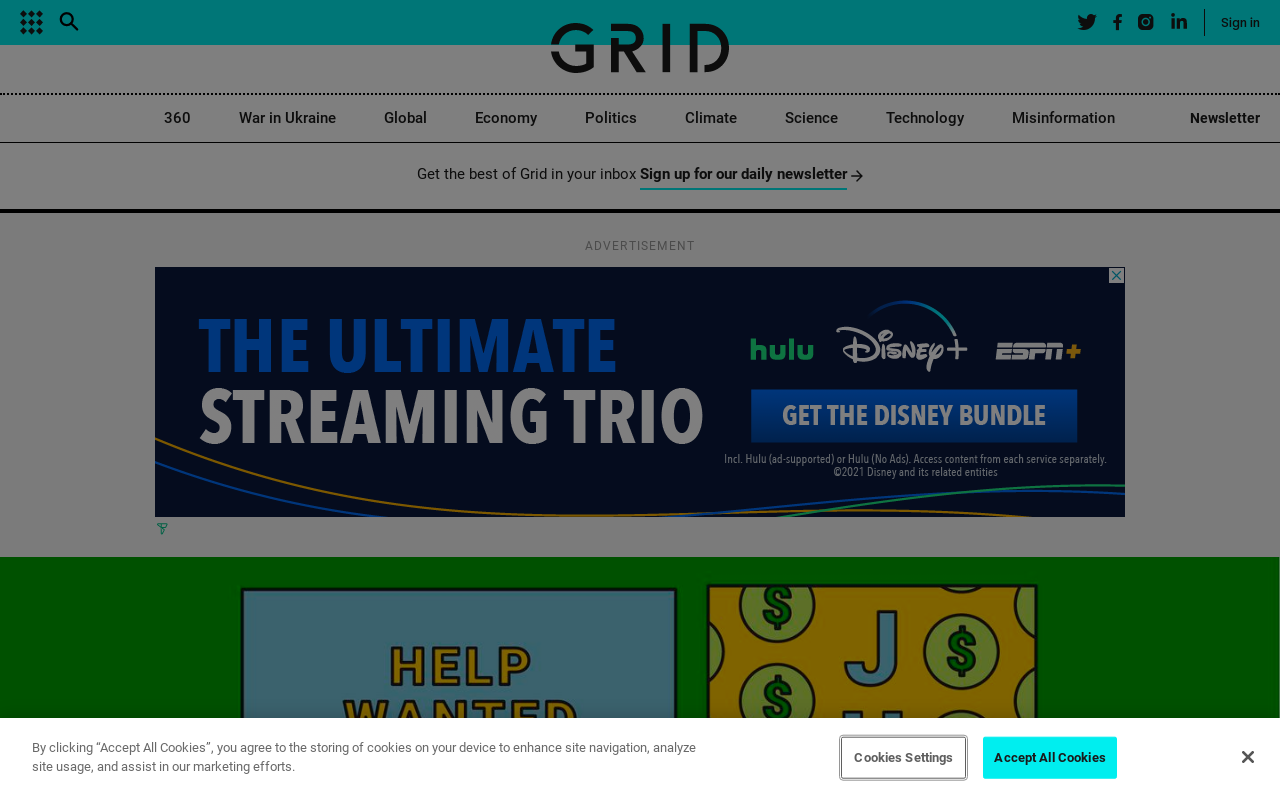 Sign in
GRID
360 War in Ukraine Global Economy Politics Climate Science Technology Misinformation Newsletter
Get the best of Grid in your inbox Sign up for our daily newsletter
ADVERTISEMENT
THE ULTIMATE
STREAMING TRIO
hulu Disney+ ESPN+
GET THE DISNEY BUNDLE
Incl. Hulu (ad-supported) or Hulu (No Ads). Access content from each service separately.
©2021 Disney and its related entities
HELP
WANTED
J
$
$
$
$
By clicking “Accept All Cookies”, you agree to the storing of cookies on your device to enhance site navigation, analyze
site usage, and assist in our marketing efforts.
Cookies Settings
Accept All Cookies